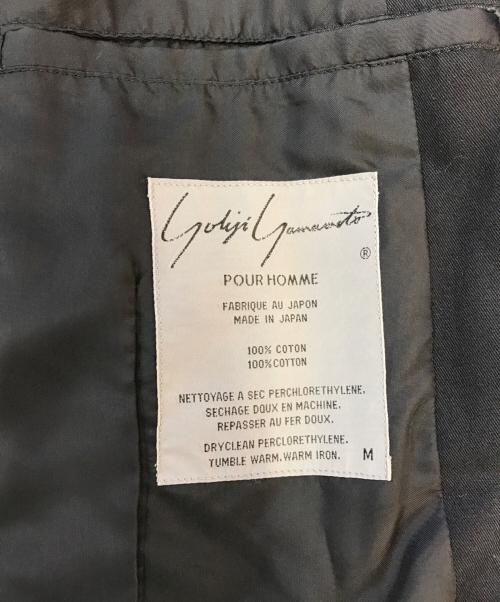 Yohji Yamamoto
®
POUR HOMME
FABRIQUE AU JAPON
MADE IN JAPAN
100% COTON
100%COTTON
NETTOYAGE A SEC PERCHLORETHYLENE.
SECHAGE DOUX EN MACHINE.
REPASSER AU FER DOUX.
DRYCLEAN PERCLORETHYLENE.
TUMBLE WARM.WARM IRON. M